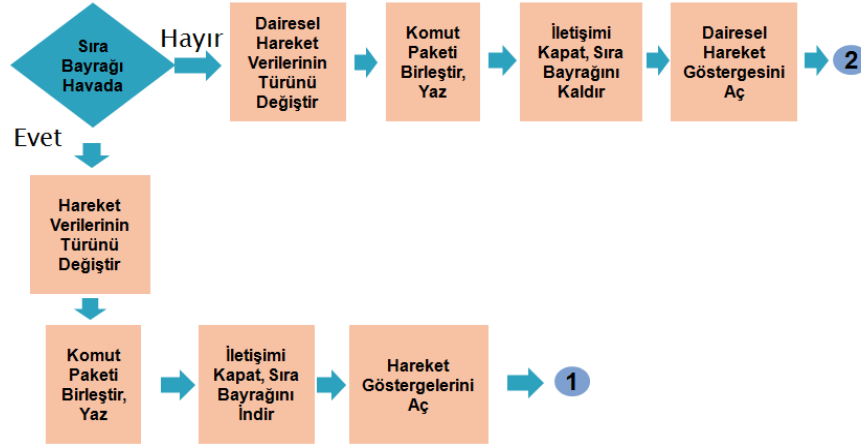 Sıra
Bayrağı
Havada
Hayır
Dairesel
Hareket
Verilerinin
Türünü
Değiştir
Komut
Paketi
Birleştir,
Yaz
İletişimi
Kapat, Sıra
Bayrağını
Kaldır
Dairesel
Hareket
Göstergesini
Aç
2
Evet
Hareket
Verilerinin
Türünü
Değiştir
Komut
Paketi
Birleştir,
Yaz
İletişimi
Kapat, Sıra
Bayrağını
İndir
Hareket
Göstergelerini
Aç
1